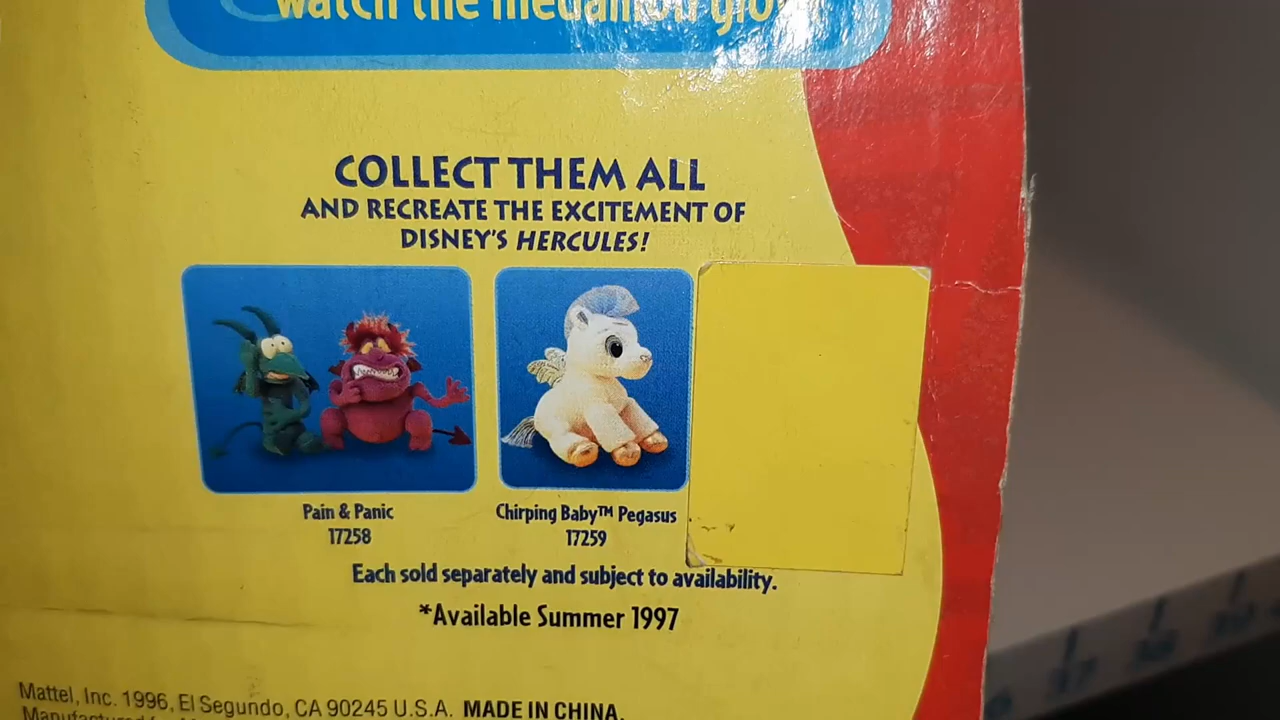 watch the medallion glo
COLLECT THEM ALL
AND RECREATE THE EXCITEMENT OF
DISNEY'S HERCULES!
Pain & Panic
17258
Chirping Baby™ Pegasus
17259
Each sold separately and subject to availability.
*Available Summer 1997
Mattel, Inc. 1996, El Segundo, CA 90245 U.S.A. MADE IN CHINA.